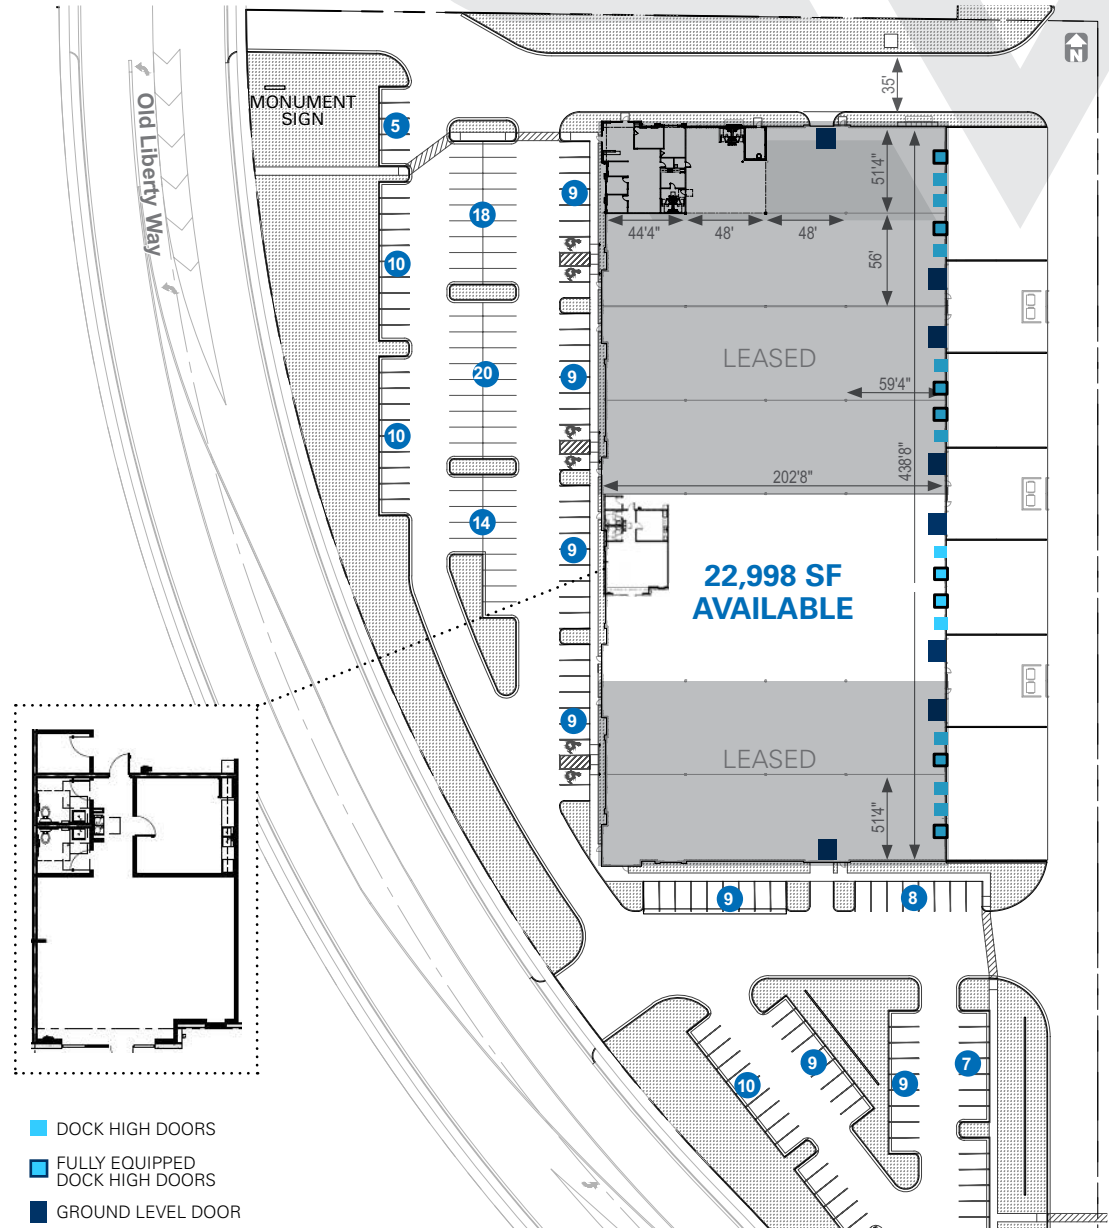 N
35'
MONUMENT
SIGN
5
Old Liberty Way
9
18
10
51'4"
44'4"
48'
48'
56'
LEASED
9
20
59'4"
10
438'8"
202'8"
14
9
22,998 SF
AVAILABLE
9
LEASED
51'4"
9
8
10
9
9
7
DOCK HIGH DOORS
FULLY EQUIPPED
DOCK HIGH DOORS
GROUND LEVEL DOOR